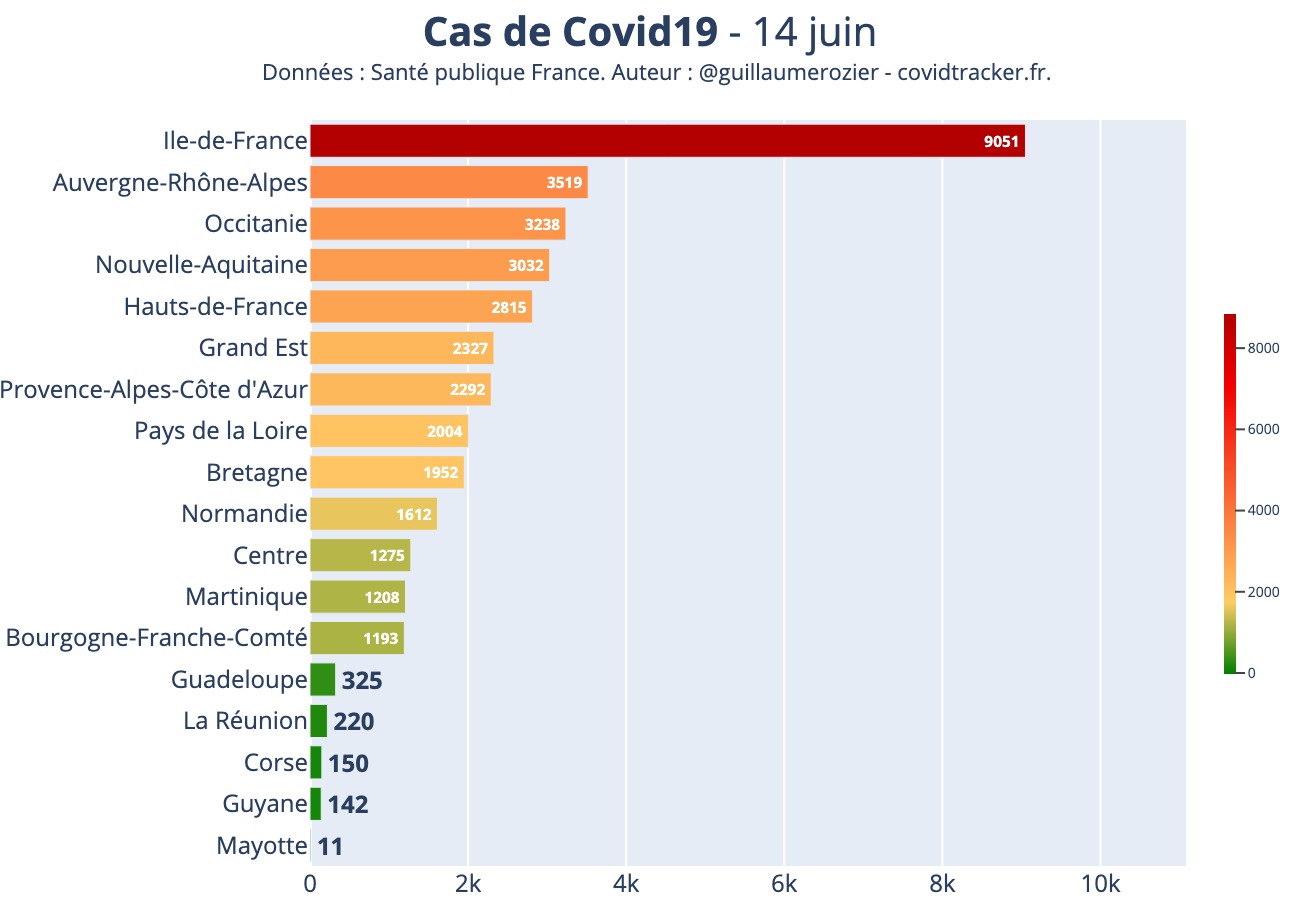 Cas de Covid19 - 14 juin
Données : Santé publique France. Auteur : @guillaumerozier - covidtracker.fr.
Ile-de-France 9051
Auvergne-Rhône-Alpes 3519
Occitanie 3238
Nouvelle-Aquitaine 3032
Hauts-de-France 2815
Grand Est 2327
Provence-Alpes-Côte d'Azur 2292
Pays de la Loire 2004
Bretagne 1952
Normandie 1612
Centre 1275
Martinique 1208
Bourgogne-Franche-Comté 1193
Guadeloupe 325
La Réunion 220
Corse 150
Guyane 142
Mayotte 11
0 2k 4k 6k 8k 10k
8000
6000
4000
2000
0